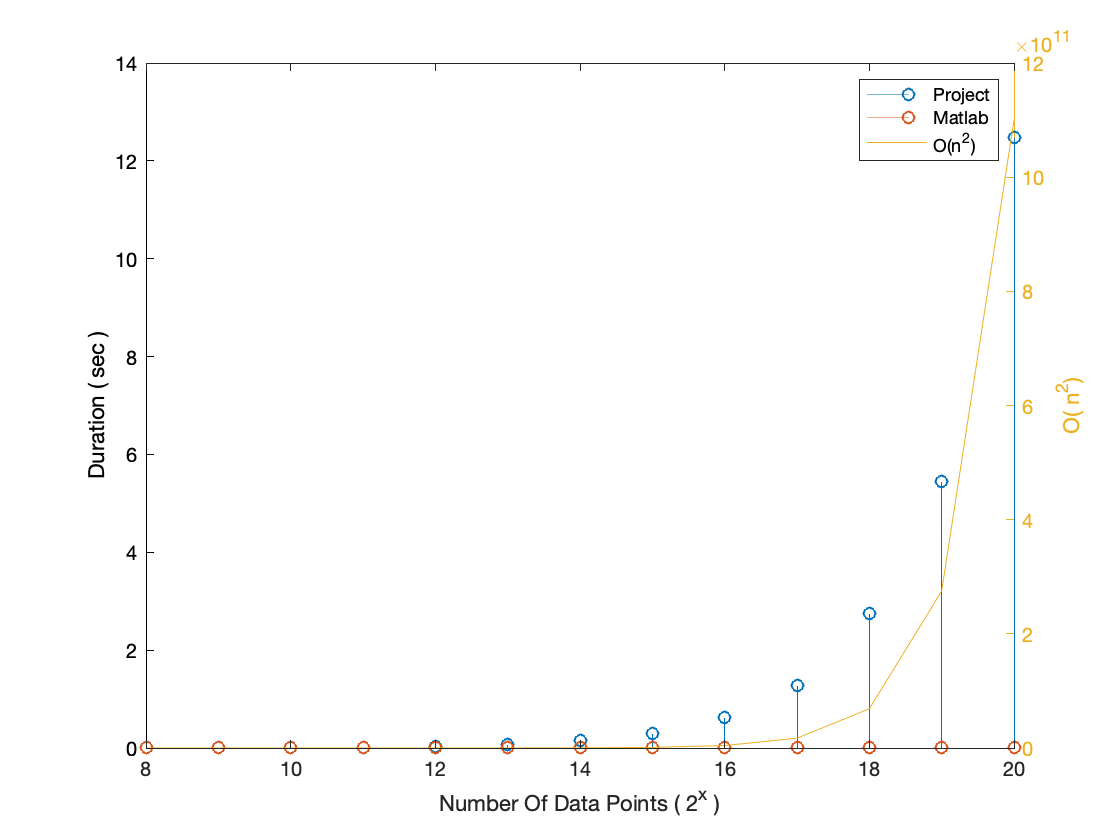 ×10^11
14
12
10
8
6
4
2
0
Duration ( sec )
12
10
8
6
4
2
0
O( n^2)
Project
Matlab
O(n^2)
8 10 12 14 16 18 20
Number Of Data Points ( 2^x )